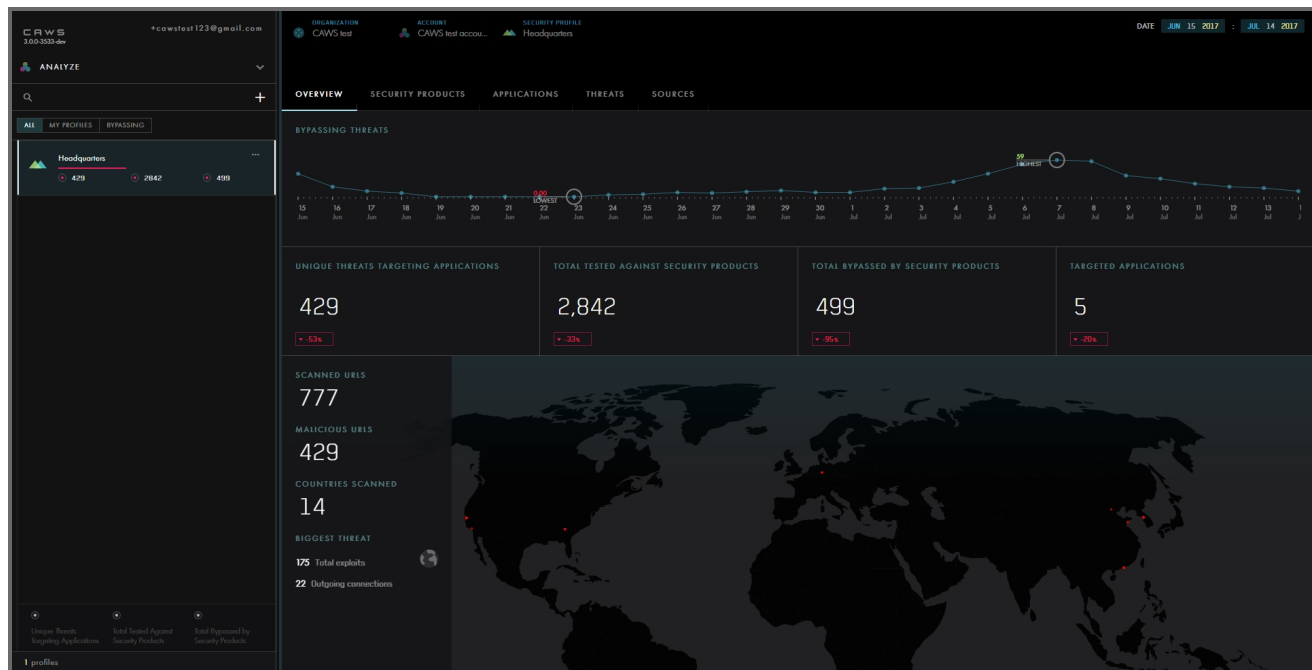 CAWS
3.0.0-3533-dev
+cawstest123@gmail.com
ANALYZE
+
ALL MY PROFILES BYPASSING
Headquarters
429 2842 499
Unique Threats Targeting Applications
Total Tested Against Security Products
Total Bypassed by Security Products
1 profiles
ORGANIZATION
CAWS test
ACCOUNT
CAWS test accou...
SECURITY PROFILE
Headquarters
DATE JUN 15 2017 : JUL 14 2017
OVERVIEW SECURITY PRODUCTS APPLICATIONS THREATS SOURCES
BYPASSING THREATS
59
HIGHEST
0.00
LOWEST
15 16 17 18 19 20 21 22 23 24 25 26 27 28 29 30 1 2 3 4 5 6 7 8 9 10 11 12 13 1
Jun Jun Jun Jun Jun Jun Jun Jun Jun Jun Jun Jun Jun Jun Jun Jun Jul Jul Jul Jul Jul Jul Jul Jul Jul Jul Jul Jul Jul J
UNIQUE THREATS TARGETING APPLICATIONS
429
-53%
TOTAL TESTED AGAINST SECURITY PRODUCTS
2,842
-33%
TOTAL BYPASSED BY SECURITY PRODUCTS
499
-95%
TARGETED APPLICATIONS
5
-20%
SCANNED URLS
777
MALICIOUS URLS
429
COUNTRIES SCANNED
14
BIGGEST THREAT
175 Total exploits
22 Outgoing connections